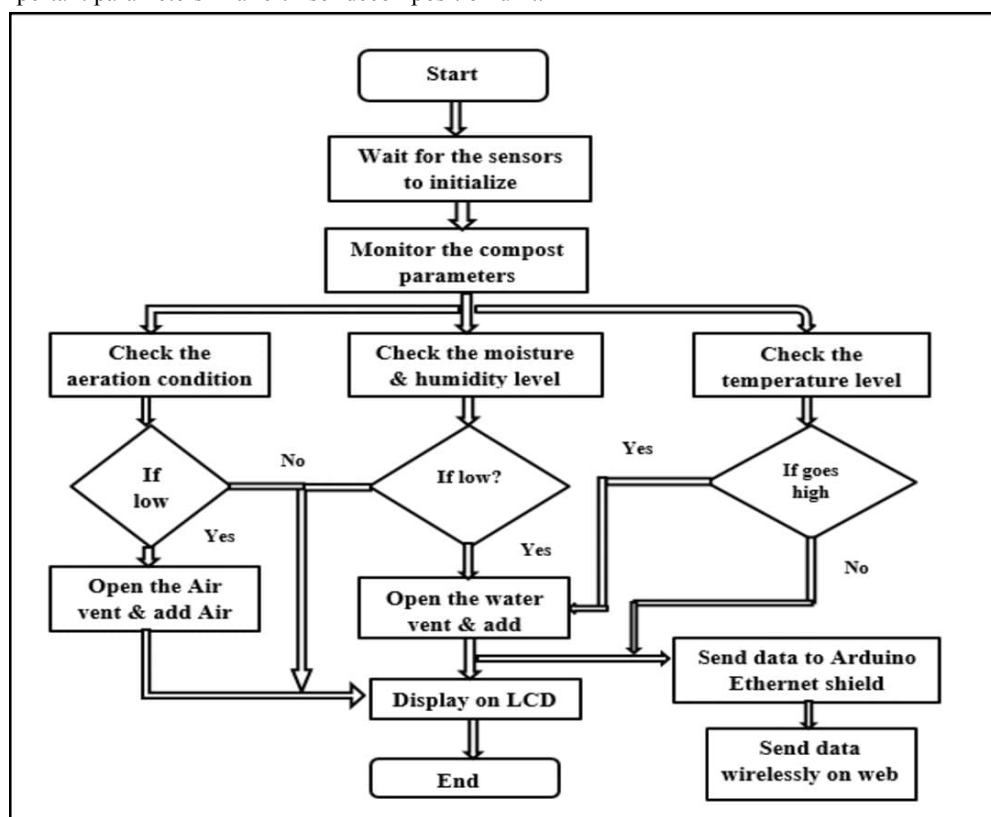 Start
Wait for the sensors
to initialize
Monitor the compost
parameters
Check the
aeration condition
Check the moisture
& humidity level
Check the
temperature level
If
low
No
If low?
Yes
If goes
high
Yes
Yes
No
Open the Air
vent & add Air
Open the water
vent & add
Send data to Arduino
Ethernet shield
Display on LCD
Send data
wirelessly on web
End